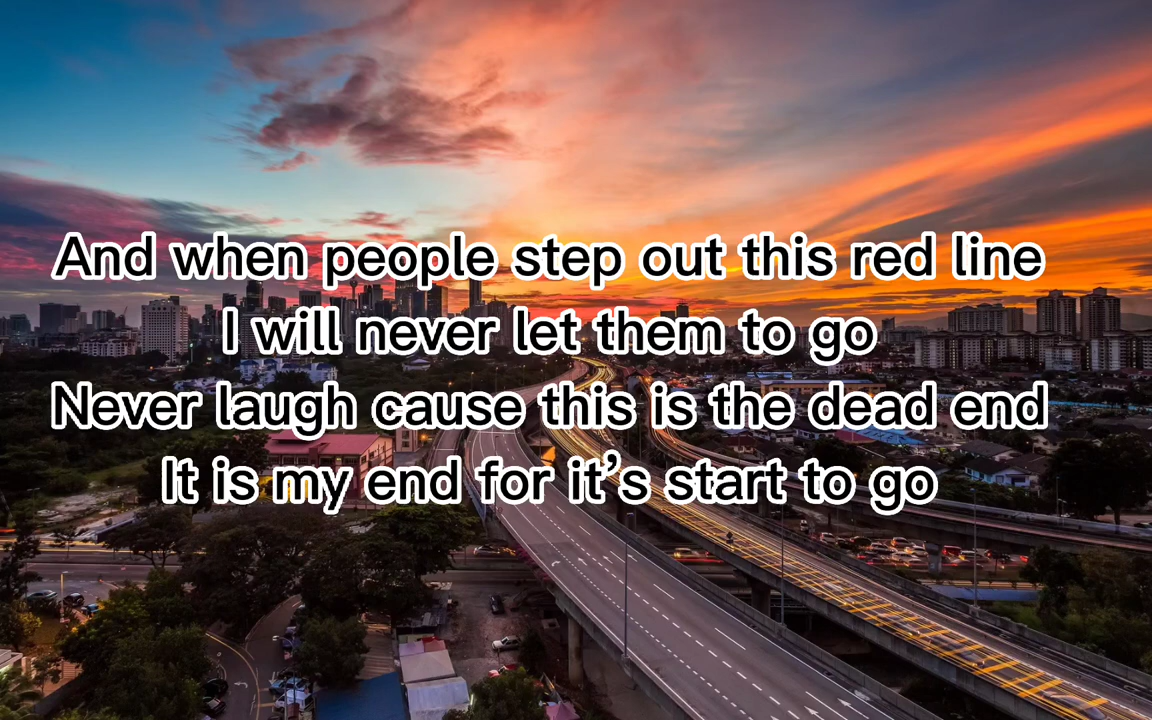 And when people step out this red line
I will never let them to go
Never laugh cause this is the dead end
It is my end for it’s start to go